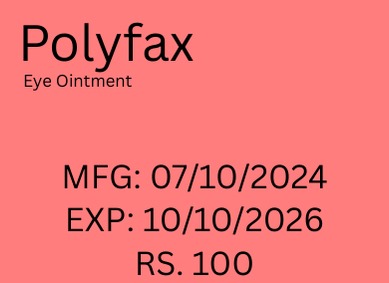 Polyfax
Eye Ointment
MFG: 07/10/2024
EXP: 10/10/2026
RS. 100